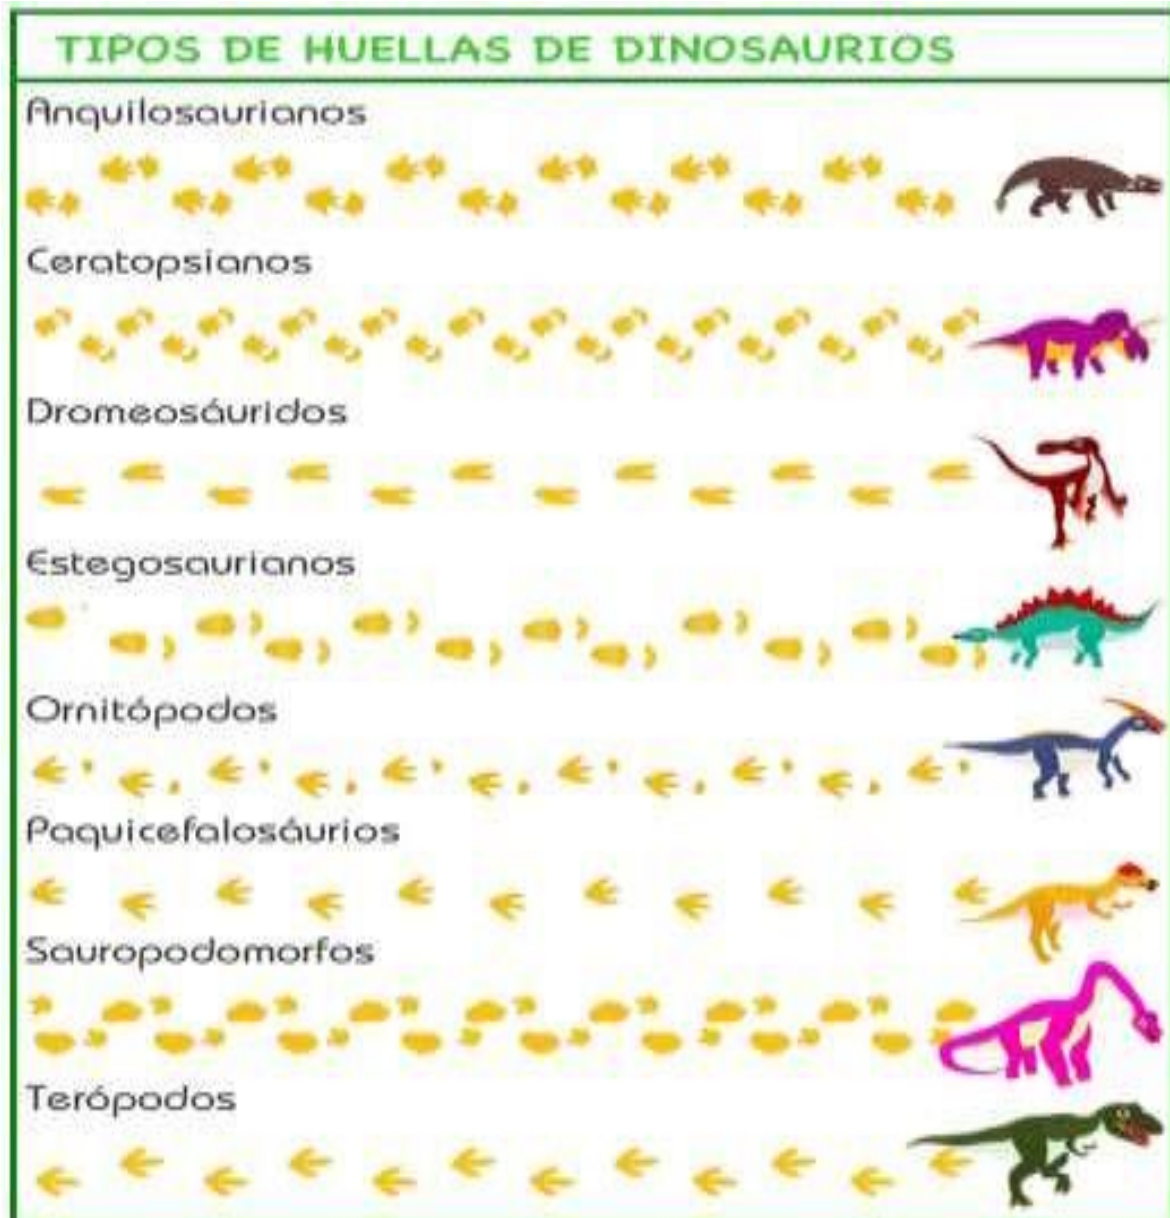 TIPOS DE HUELLAS DE DINOSAURIOS
Anquilosaurianos
Ceratopsianos
Dromeosáuridos
Estegosaurianos
Ornitópodos
Paquicefalosáurios
Sauropodomorfos
Terópodos